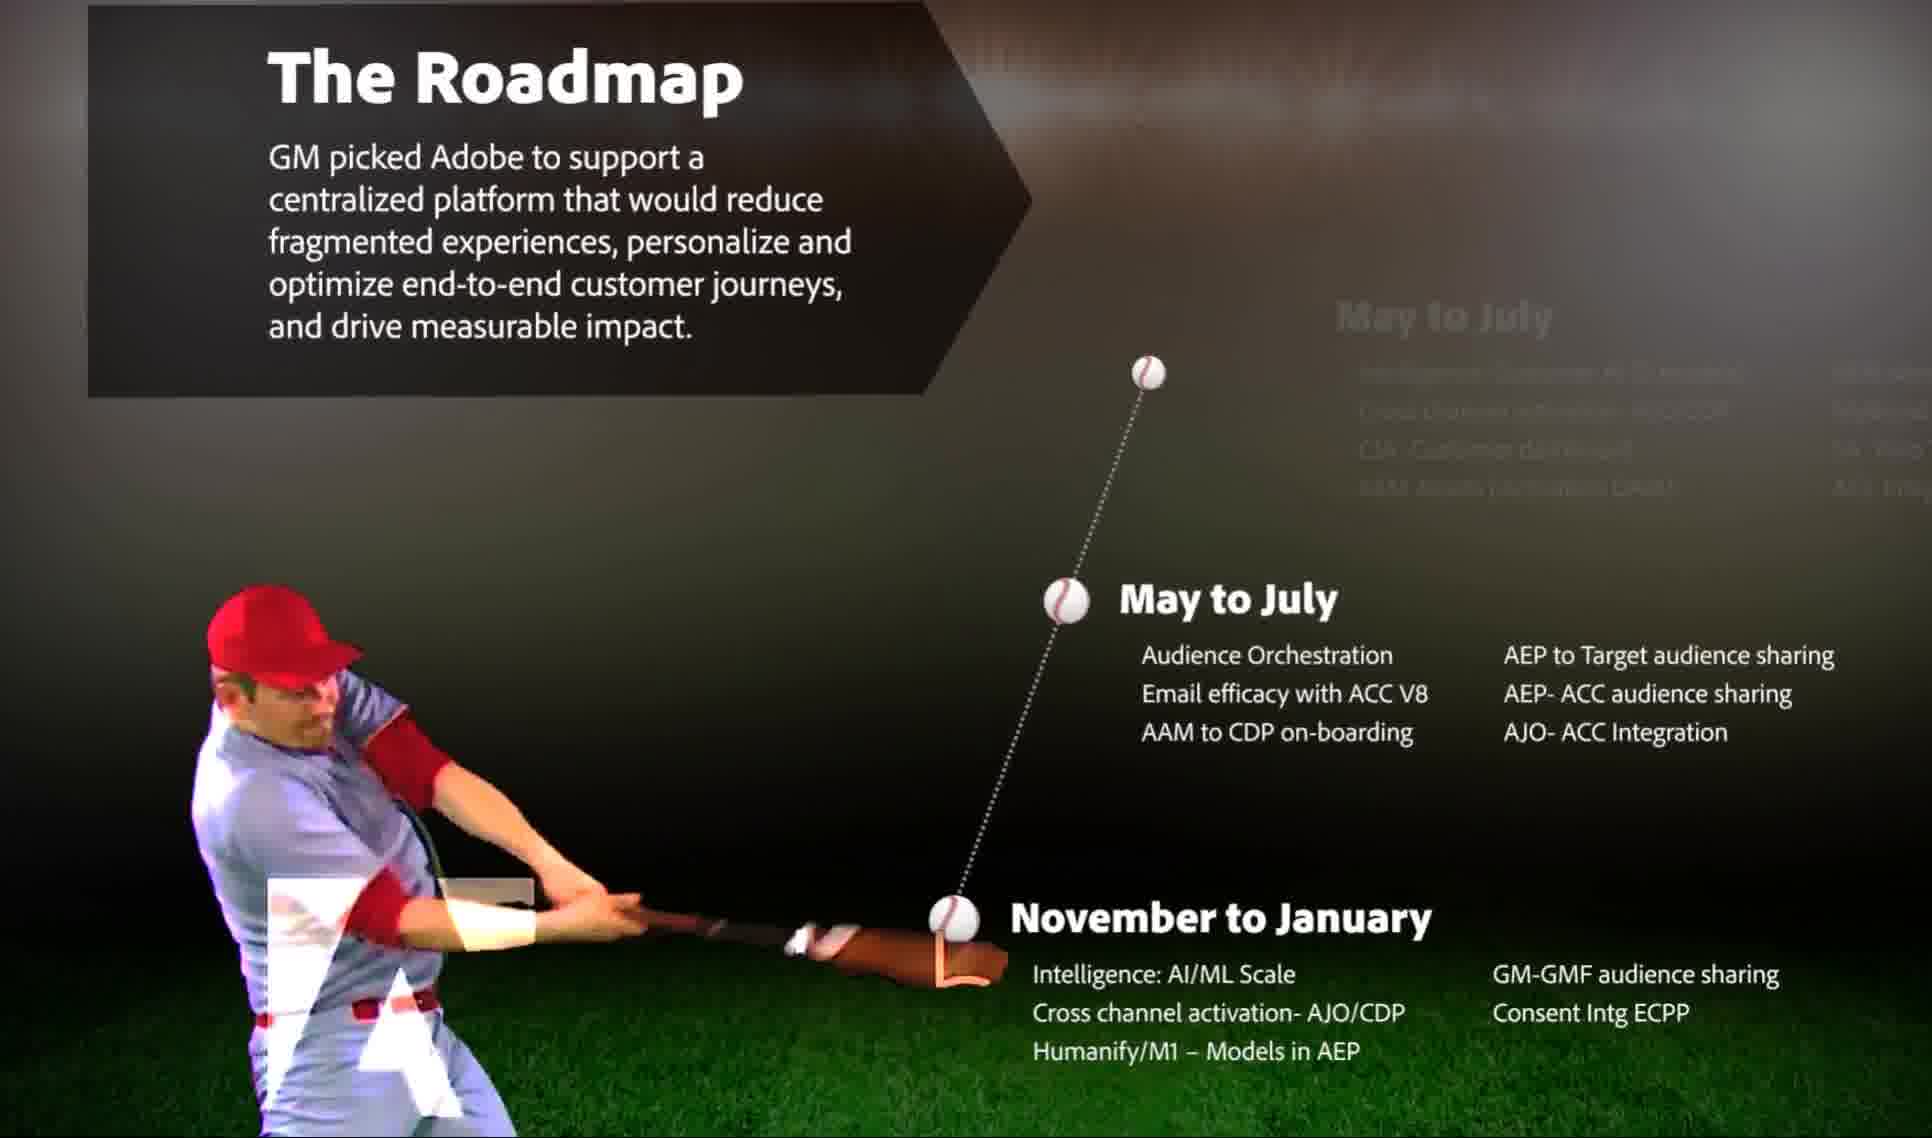 The Roadmap
GM picked Adobe to support a
centralized platform that would reduce
fragmented experiences, personalize and
optimize end-to-end customer journeys,
and drive measurable impact.
May to July
May to July
Audience Orchestration
Email efficacy with ACC V8
AAM to CDP on-boarding
AEP to Target audience sharing
AEP- ACC audience sharing
AJO- ACC Integration
November to January
Intelligence: AI/ML Scale
Cross channel activation- AJO/CDP
Humanify/M1 – Models in AEP
GM-GMF audience sharing
Consent Intg ECPP